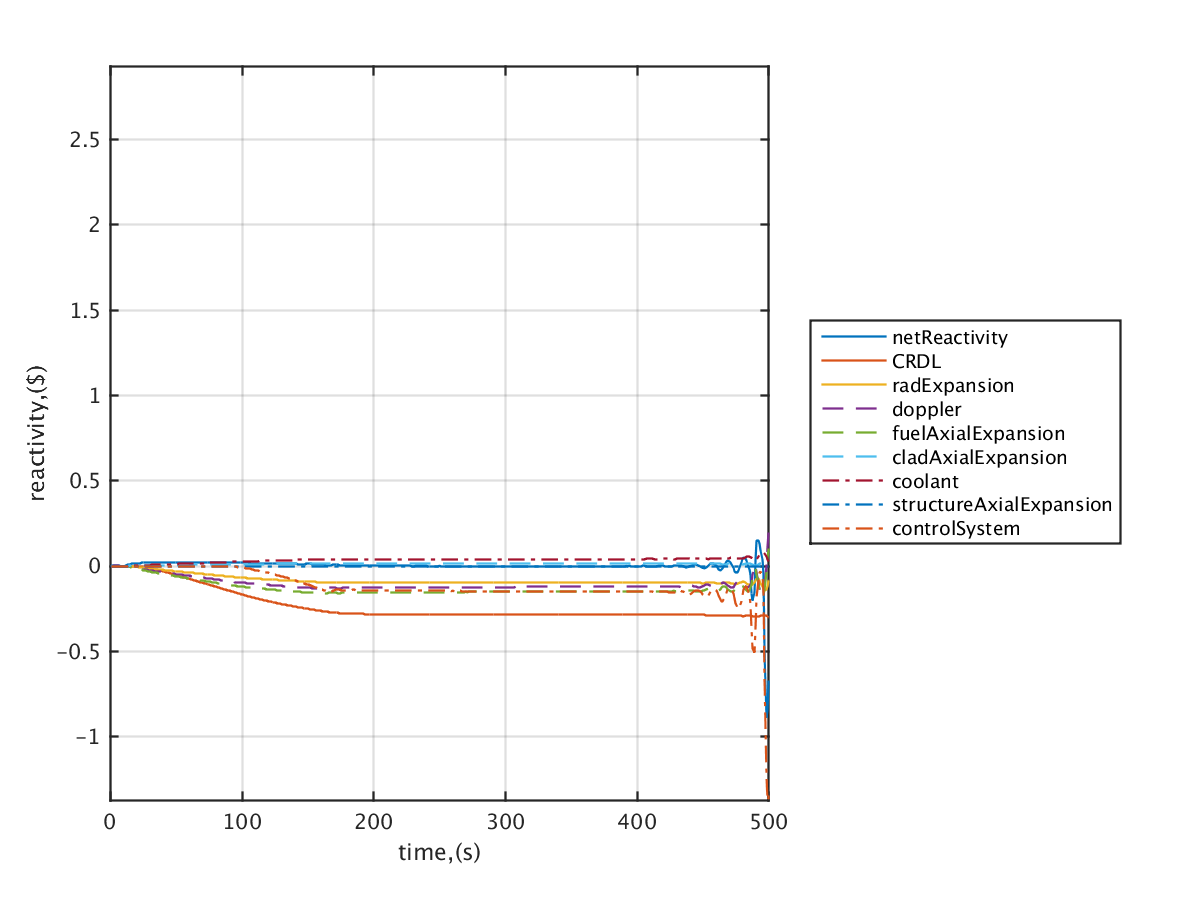 2.5
2
1.5
1
0.5
0
−0.5
−1
reactivity,($)
0 100 200 300 400 500
time,(s)
netReactivity
CRDL
radExpansion
doppler
fuelAxialExpansion
cladAxialExpansion
coolant
structureAxialExpansion
controlSystem